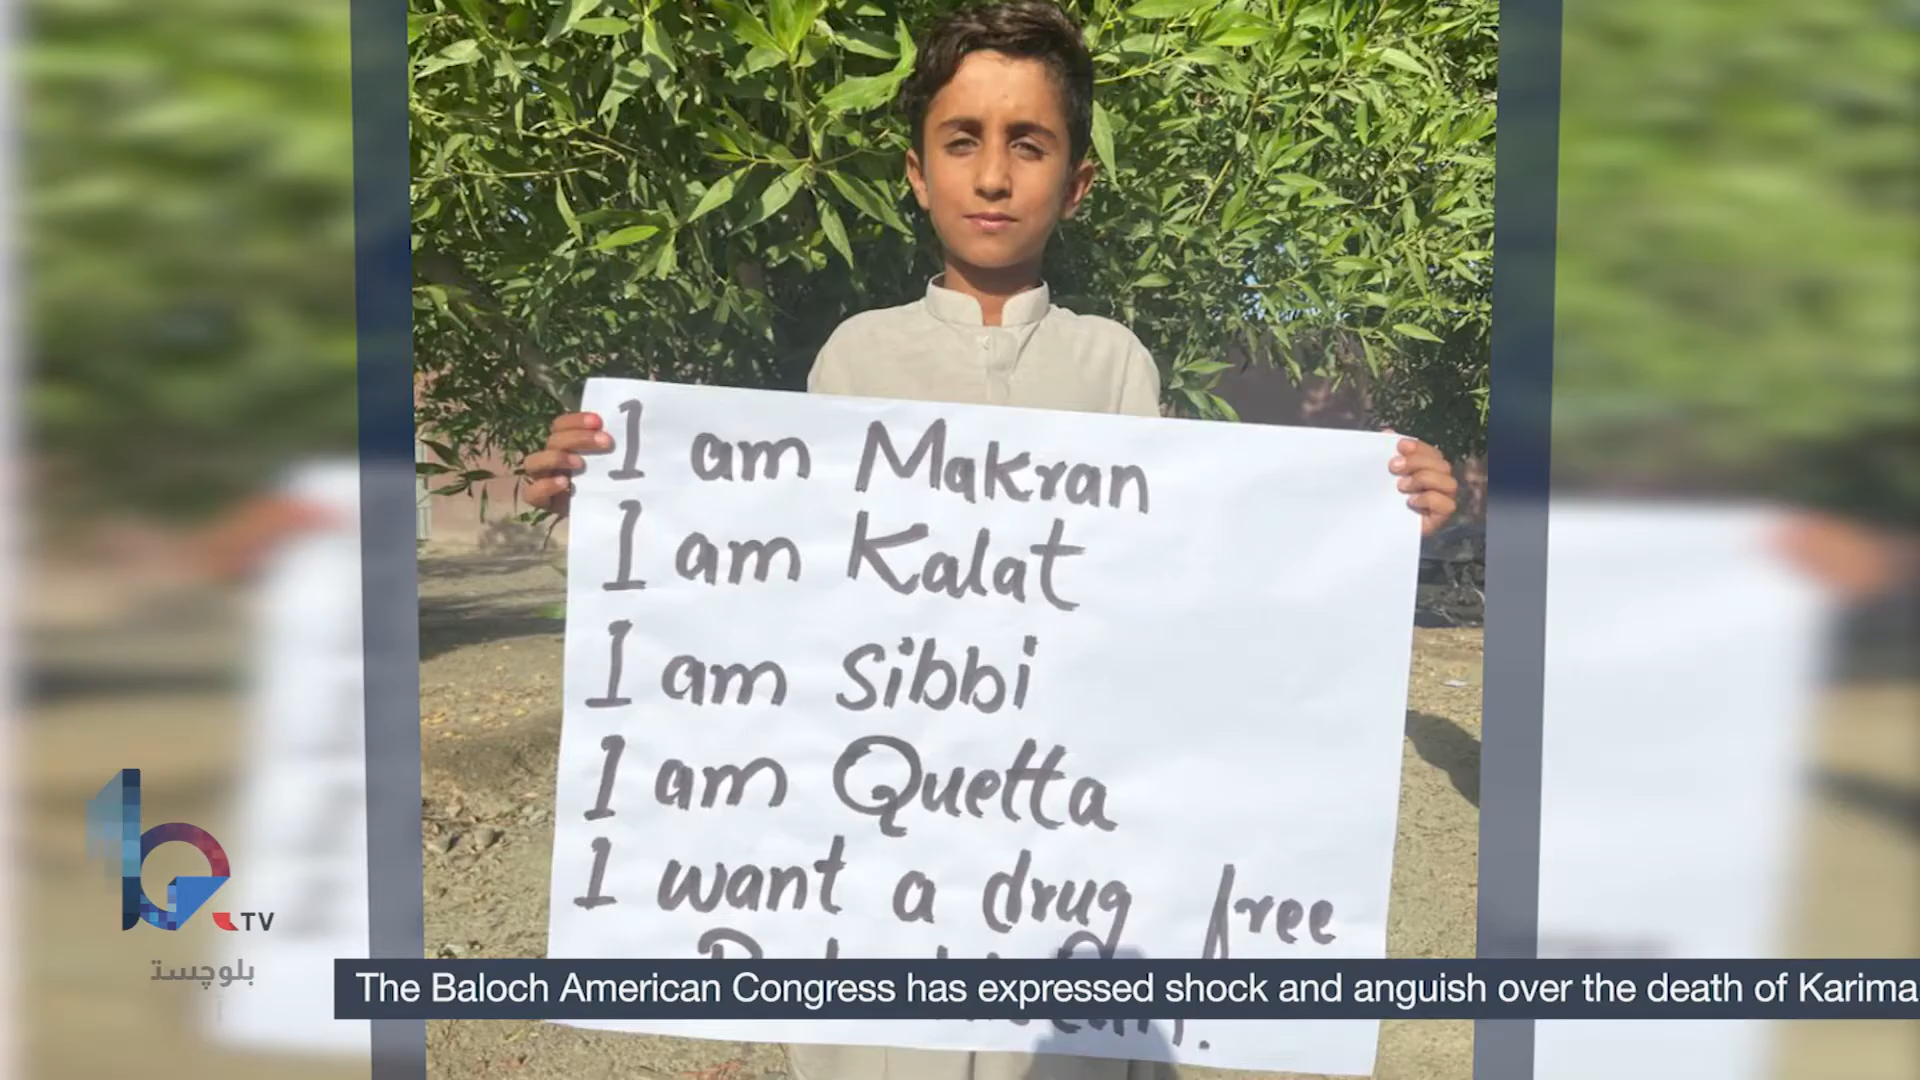 I am Makran
I am Kalat
I am Sibbi
I am Quetta
I want a drug free
TV
بلوچستـ
The Baloch American Congress has expressed shock and anguish over the death of Karima